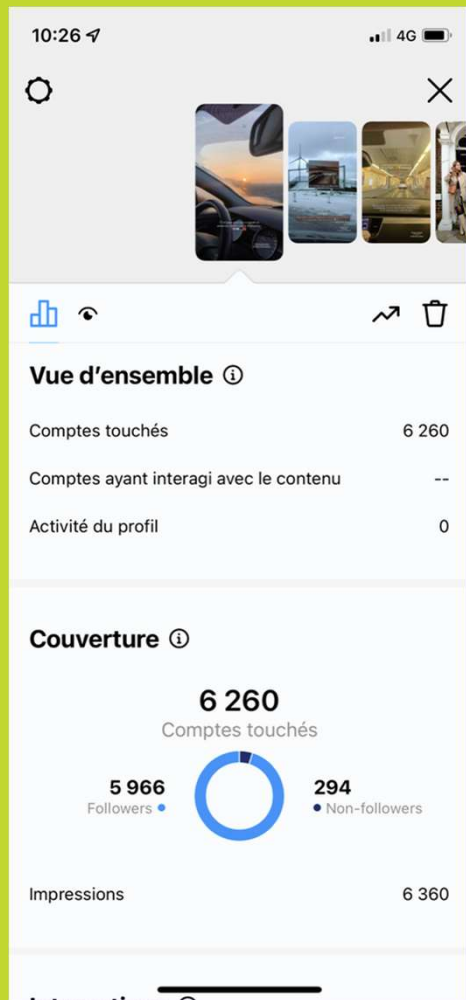 10:26
4G
Vue d’ensemble
Comptes touchés 6 260
Comptes ayant interagi avec le contenu --
Activité du profil 0
Couverture
6 260
Comptes touchés
5 966 294
Followers Non-followers
Impressions 6 360